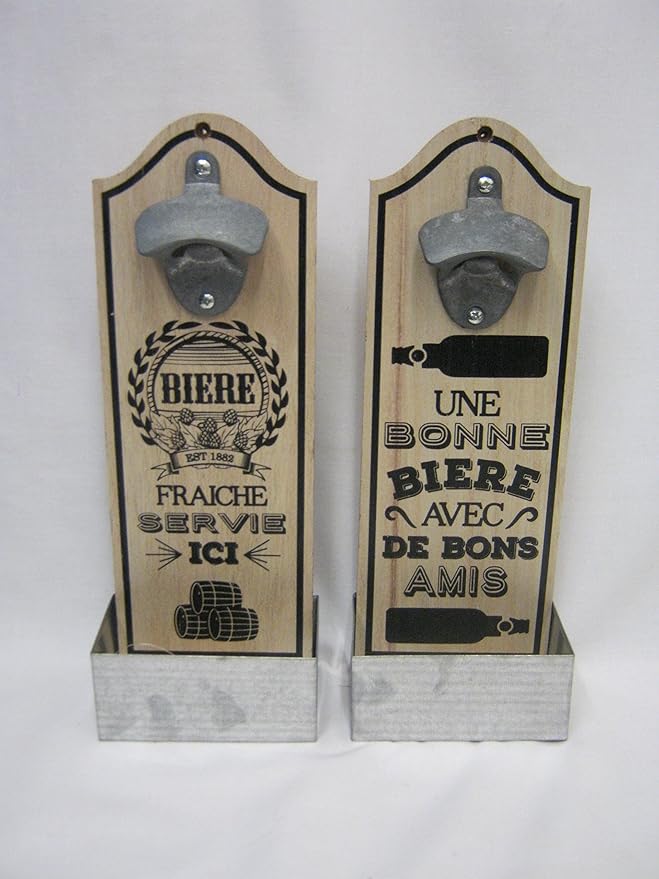 BIERE
EST 1882
FRAICHE
SERVIE
ICI
UNE
BONNE
BIERE
AVEC
DE BONS
AMIS